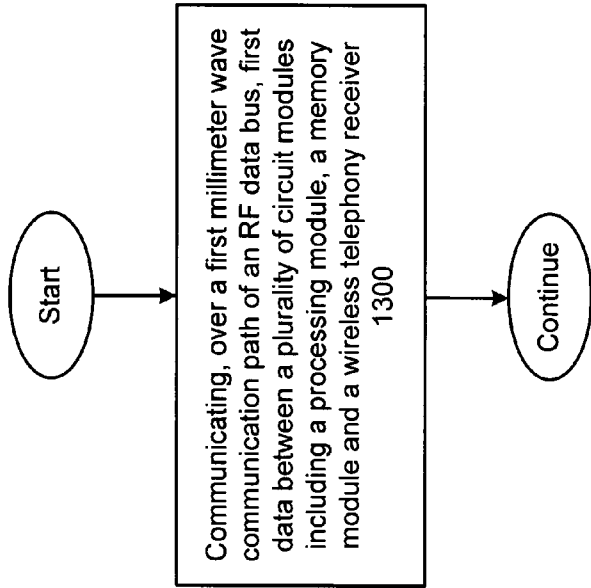 Start
Communicating, over a first millimeter wave
communication path of an RF data bus, first
data between a plurality of circuit modules
including a processing module, a memory
module and a wireless telephony receiver
1300
Continue